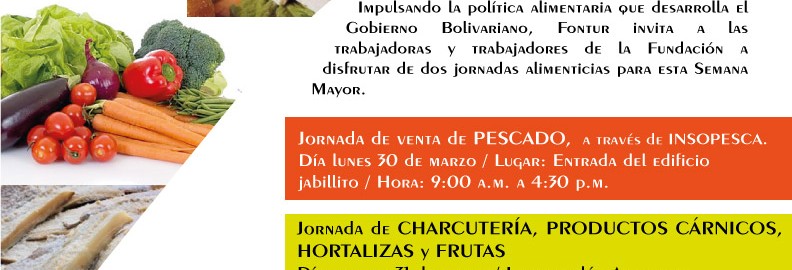 Impulsando la política alimentaria que desarrolla el
Gobierno Bolivariano, Fontur invita a las
trabajadoras y trabajadores de la Fundación a
disfrutar de dos jornadas alimenticias para esta Semana
Mayor.
Jornada de venta de PESCADO, a través de INSOPESCA.
Día lunes 30 de marzo / Lugar: Entrada del edificio
jabillito / Hora: 9:00 a.m. a 4:30 p.m.
Jornada de CHARCUTERÍA, PRODUCTOS CÁRNICOS,
HORTALIZAS y FRUTAS